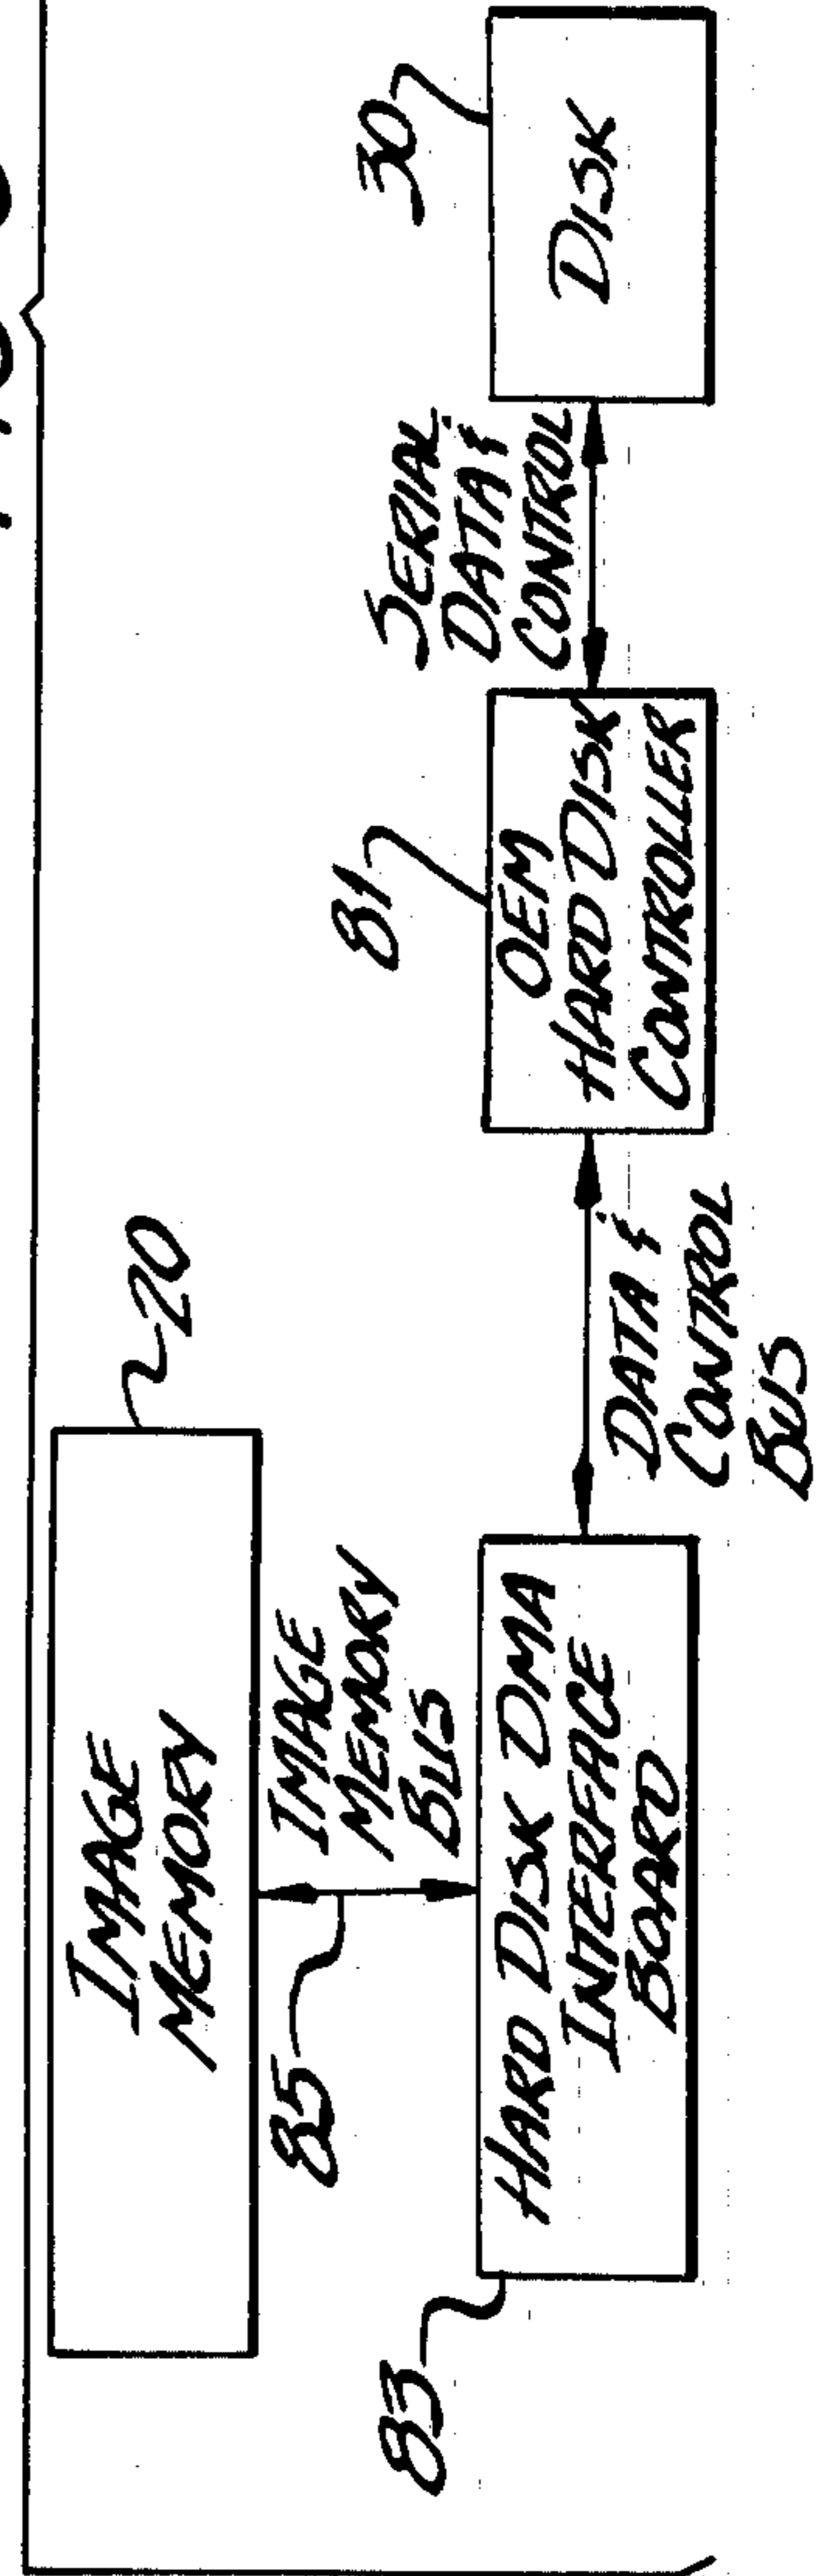 IMAGE
MEMORY
20
85
IMAGE
MEMORY
BUS
83
HARD DISK DMA
INTERFACE
BOARD
DATA &
CONTROL
BUS
81
OEM
HARD DISK
CONTROLLER
SERIAL
DATA &
CONTROL
30
DISK